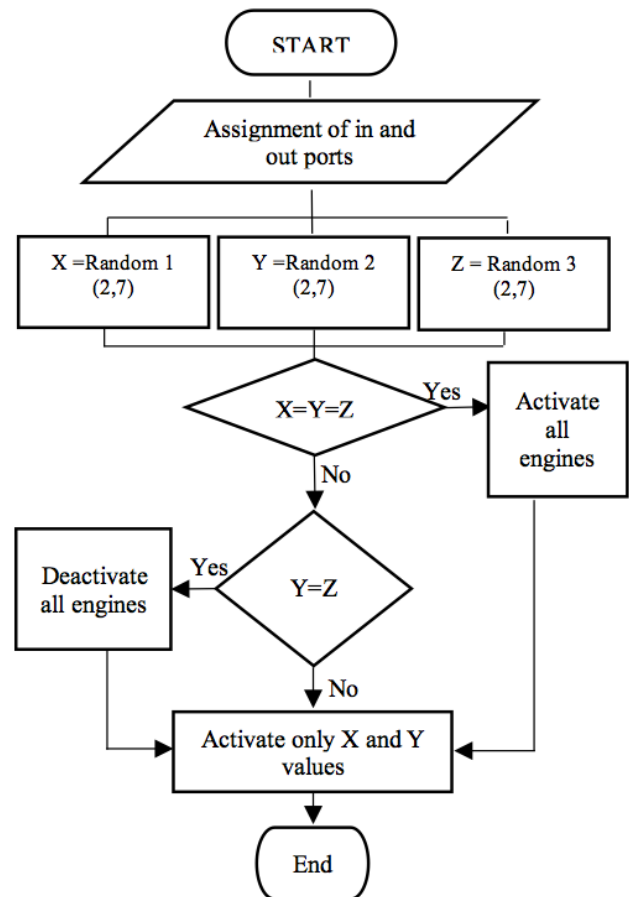 START
Assignment of in and
out ports
X =Random 1
(2,7)
Y =Random 2
(2,7)
Z = Random 3
(2,7)
X=Y=Z
Yes
Activate
all
engines
No
Deactivate
all engines
Yes
Y=Z
No
Activate only X and Y
values
End